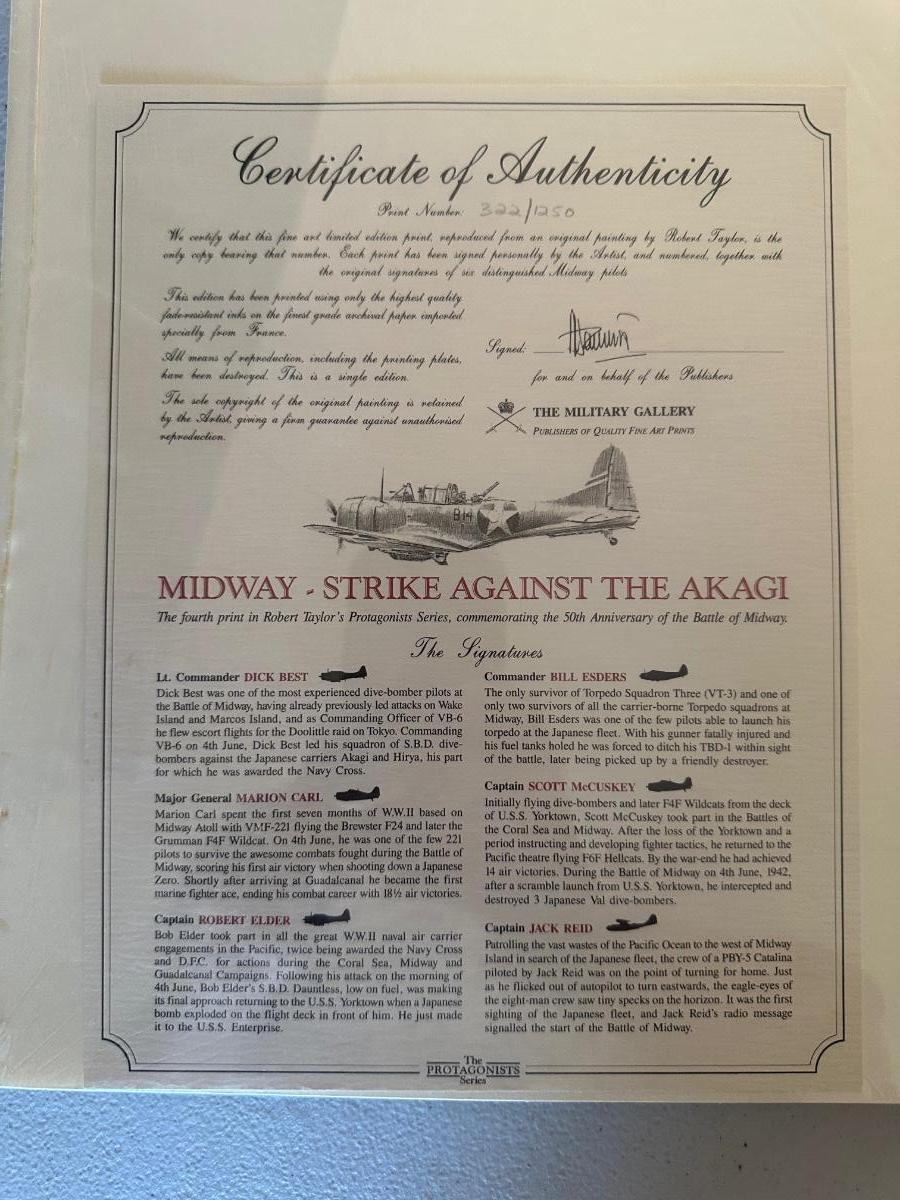 Certificate of Authenticity
Print Number: 322/1250
We certify that this fine art limited edition print, reproduced from an original painting by Robert Taylor, is the
only copy bearing that number. Each print has been signed personally by the Artist, and numbered, together with
the original signatures of six distinguished Midway pilots
This edition has been printed using only the highest quality
fade-resistant inks on the finest grade archival paper imported
specially from France.
All means of reproduction, including the printing plates,
have been destroyed. This is a single edition.
The sole copyright of the original painting is retained
by the Artist, giving a firm guarantee against unauthorised
reproduction.
Signed:
for and on behalf of the Publishers
THE MILITARY GALLERY
PUBLISHERS OF QUALITY FINE ART PRINTS
B14
MIDWAY - STRIKE AGAINST THE AKAGI
The fourth print in Robert Taylor's Protagonists Series, commemorating the 50th Anniversary of the Battle of Midway.
The Signatures
Lt. Commander DICK BEST
Dick Best was one of the most experienced dive-bomber pilots at
the Battle of Midway, having already previously led attacks on Wake
Island and Marcos Island, and as Commanding Officer of VB-6
he flew escort flights for the Doolittle raid on Tokyo. Commanding
VB-6 on 4th June, Dick Best led his squadron of S.B.D. dive-
bombers against the Japanese carriers Akagi and Hirya, his part
for which he was awarded the Navy Cross.
Major General MARION CARL
Marion Carl spent the first seven months of W.W.II based on
Midway Atoll with VMF-221 flying the Brewster F24 and later the
Grumman F4F Wildcat. On 4th June, he was one of the few 221
pilots to survive the awesome combats fought during the Battle of
Midway, scoring his first air victory when shooting down a Japanese
Zero. Shortly after arriving at Guadalcanal he became the first
marine fighter ace, ending his combat career with 18½ air victories.
Captain ROBERT ELDER
Bob Elder took part in all the great W.W.II naval air carrier
engagements in the Pacific, twice being awarded the Navy Cross
and D.F.C. for actions during the Coral Sea, Midway and
Guadalcanal Campaigns. Following his attack on the morning of
4th June, Bob Elder's S.B.D. Dauntless, low on fuel, was making
its final approach returning to the U.S.S. Yorktown when a Japanese
bomb exploded on the flight deck in front of him. He just made
it to the U.S.S. Enterprise.
Commander BILL ESDERS
The only survivor of Torpedo Squadron Three (VT-3) and one of
only two survivors of all the carrier-borne Torpedo squadrons at
Midway, Bill Esders was one of the few pilots able to launch his
torpedo at the Japanese fleet. With his gunner fatally injured and
his fuel tanks holed he was forced to ditch his TBD-1 within sight
of the battle, later being picked up by a friendly destroyer.
Captain SCOTT McCUSKEY
Initially flying dive-bombers and later F4F Wildcats from the deck
of U.S.S. Yorktown, Scott McCuskey took part in the Battles of
the Coral Sea and Midway. After the loss of the Yorktown and a
period instructing and developing fighter tactics, he returned to the
Pacific theatre flying F6F Hellcats. By the war-end he had achieved
14 air victories. During the Battle of Midway on 4th June, 1942,
after a scramble launch from U.S.S. Yorktown, he intercepted and
destroyed 3 Japanese Val dive-bombers.
Captain JACK REID
Patrolling the vast wastes of the Pacific Ocean to the west of Midway
Island in search of the Japanese fleet, the crew of a PBY-5 Catalina
piloted by Jack Reid was on the point of turning for home. Just
as he flicked out of autopilot to turn eastwards, the eagle-eyes of
the eight-man crew saw tiny specks on the horizon. It was the first
sighting of the Japanese fleet, and Jack Reid's radio message
signalled the start of the Battle of Midway.
The
PROTAGONISTS
Series